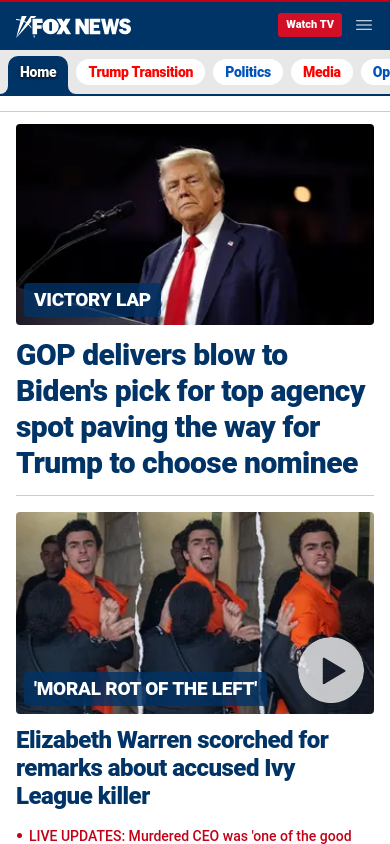 FOX NEWS
Watch TV
Home
Trump Transition
Politics
Media
Op
VICTORY LAP
GOP delivers blow to
Biden's pick for top agency
spot paving the way for
Trump to choose nominee
'MORAL ROT OF THE LEFT'
Elizabeth Warren scorched for
remarks about accused Ivy
League killer
LIVE UPDATES: Murdered CEO was 'one of the good